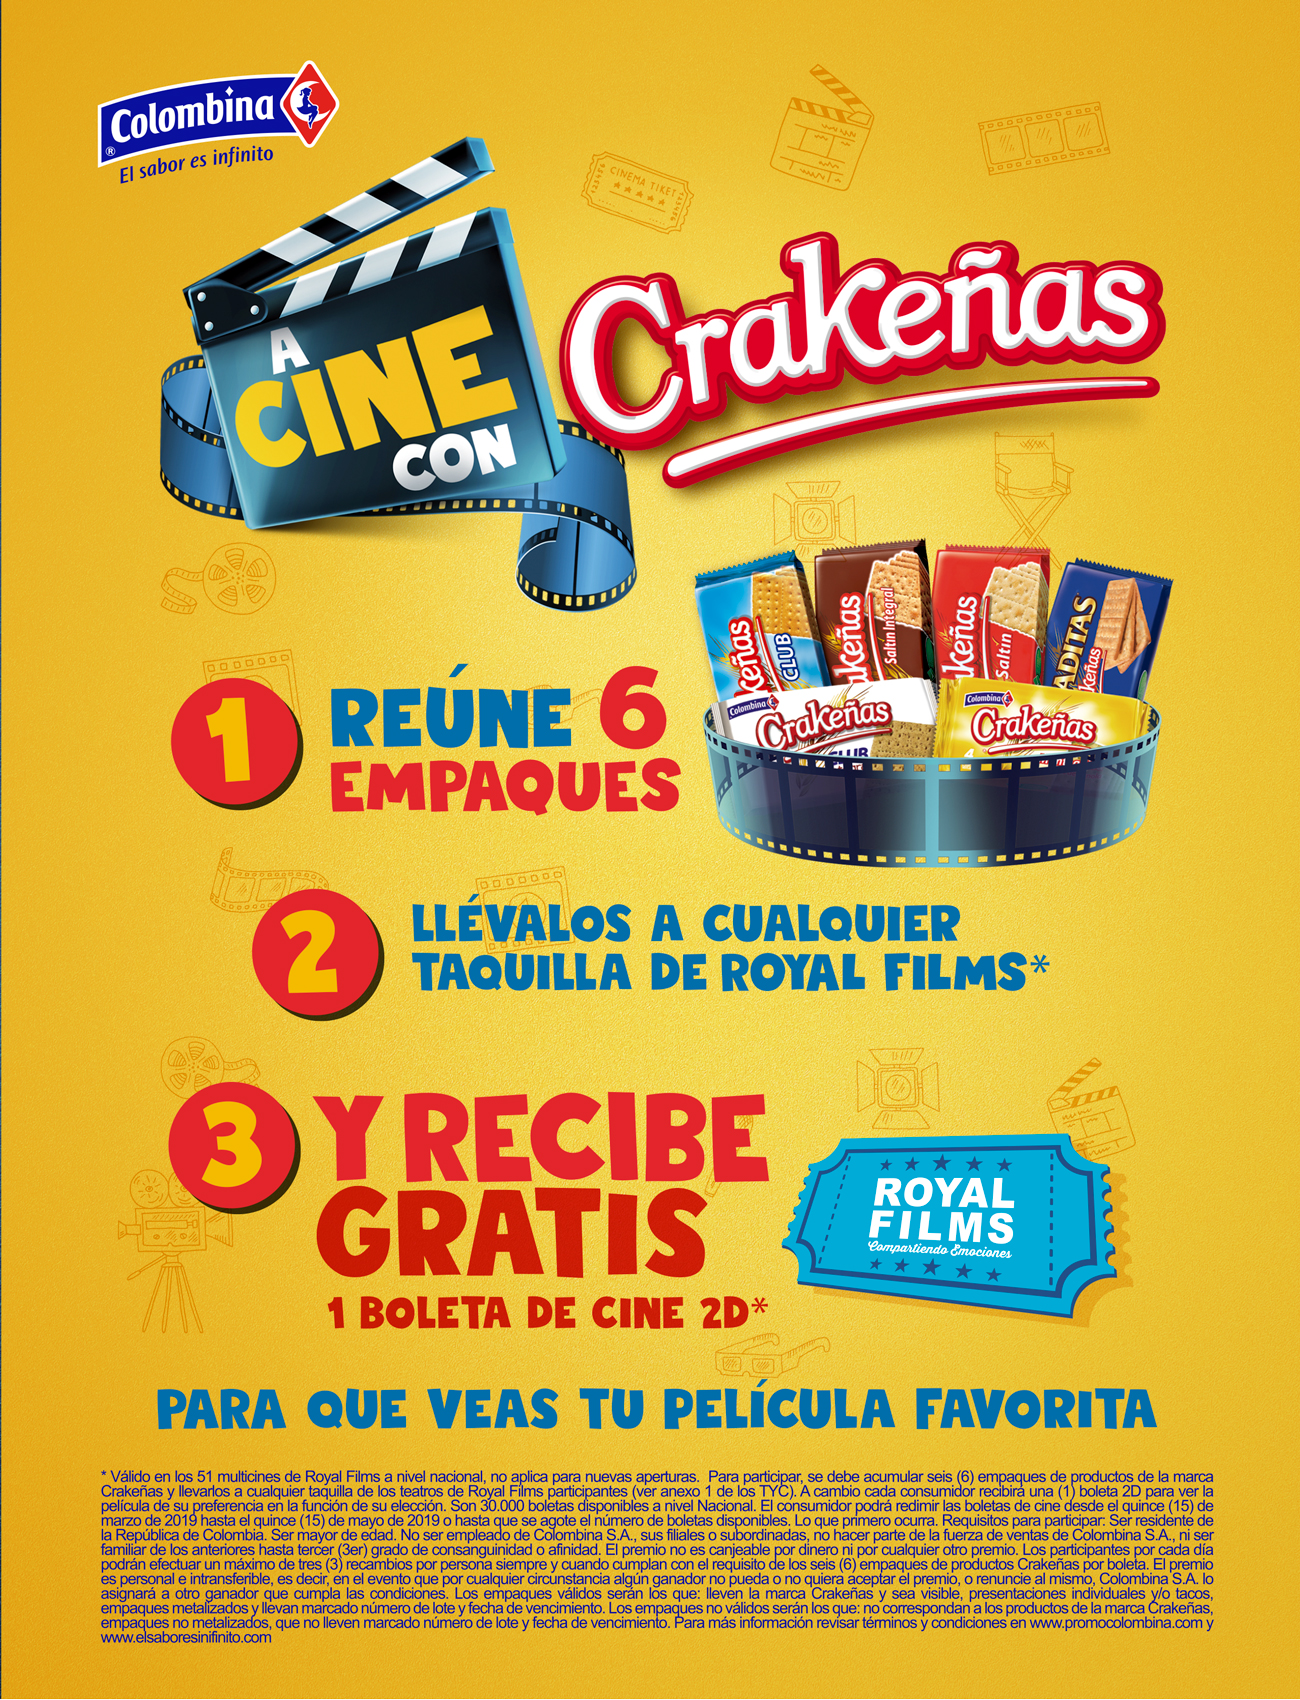 Colombina
®
El sabor es infinito
CINEMA TIKET
A
CINE
CON
Crakeñas
keñas
CLUB
akeñas
Saltín Integral
keñas
Saltín
ADITAS
keñas
Colombina
Crakeñas
CLUB
Colombina
Crakeñas
1
REÚNE 6
EMPAQUES
2
LLÉVALOS A CUALQUIER
TAQUILLA DE ROYAL FILMS*
3
Y RECIBE
GRATIS
1 BOLETA DE CINE 2D*
ROYAL
FILMS
Compartiendo Emociones
PARA QUE VEAS TU PELÍCULA FAVORITA
* Válido en los 51 multicines de Royal Films a nivel nacional, no aplica para nuevas aperturas. Para participar, se debe acumular seis (6) empaques de productos de la marca
Crakeñas y llevarlos a cualquier taquilla de los teatros de Royal Films participantes (ver anexo 1 de los TYC). A cambio cada consumidor recibirá una (1) boleta 2D para ver la
película de su preferencia en la función de su elección. Son 30.000 boletas disponibles a nivel Nacional. El consumidor podrá redimir las boletas de cine desde el quince (15) de
marzo de 2019 hasta el quince (15) de mayo de 2019 o hasta que se agote el número de boletas disponibles. Lo que primero ocurra. Requisitos para participar: Ser residente de
la República de Colombia. Ser mayor de edad. No ser empleado de Colombina S.A., sus filiales o subordinadas, no hacer parte de la fuerza de ventas de Colombina S.A., ni ser
familiar de los anteriores hasta tercer (3er) grado de consanguinidad o afinidad. El premio no es canjeable por dinero ni por cualquier otro premio. Los participantes por cada día
podrán efectuar un máximo de tres (3) recambios por persona siempre y cuando cumplan con el requisito de los seis (6) empaques de productos Crakeñas por boleta. El premio
es personal e intransferible, es decir, en el evento que por cualquier circunstancia algún ganador no pueda o no quiera aceptar el premio, o renuncie al mismo, Colombina S.A. lo
asignará a otro ganador que cumpla las condiciones. Los empaques válidos serán los que: lleven la marca Crakeñas y sea visible, presentaciones individuales y/o tacos,
empaques metalizados y llevan marcado número de lote y fecha de vencimiento. Los empaques no válidos serán los que: no correspondan a los productos de la marca Crakeñas,
empaques no metalizados, que no lleven marcado número de lote y fecha de vencimiento. Para más información revisar términos y condiciones en www.promocolombina.com y
www.elsaboresinifinito.com